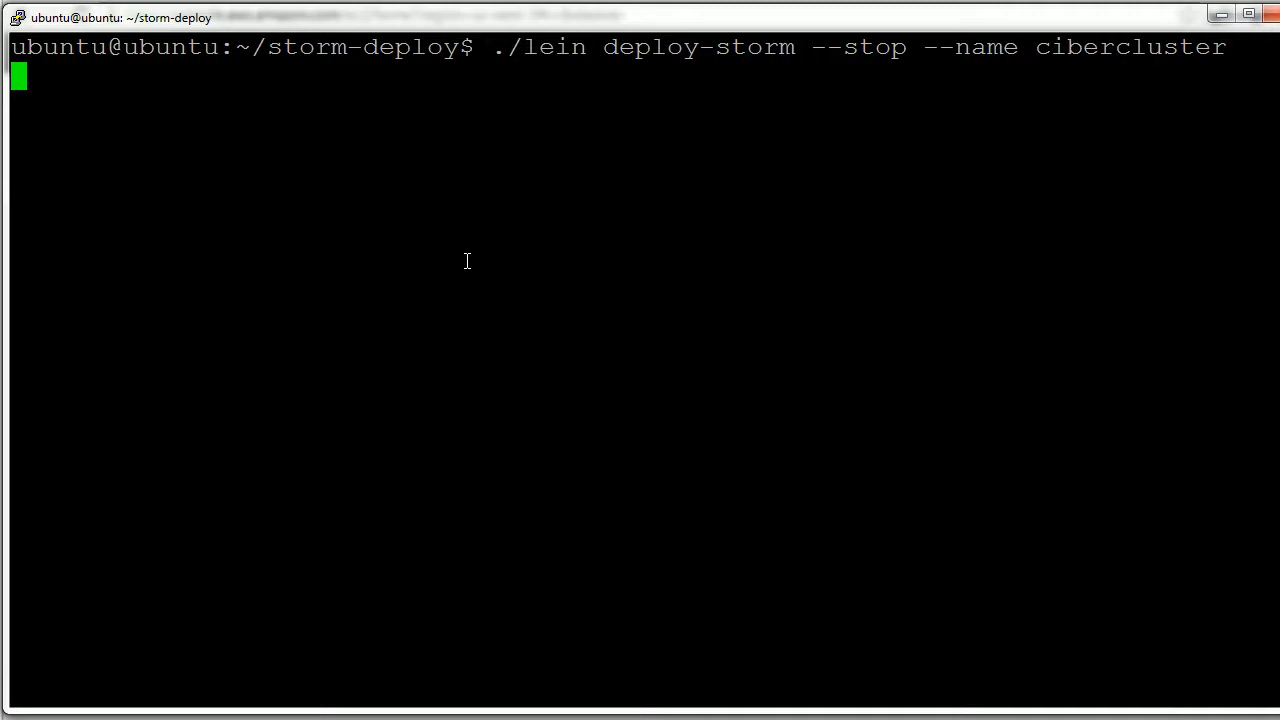 ubuntu@ubuntu: ~/storm-deploy
ubuntu@ubuntu:~/storm-deploy$ ./lein deploy-storm --stop --name cibercluster